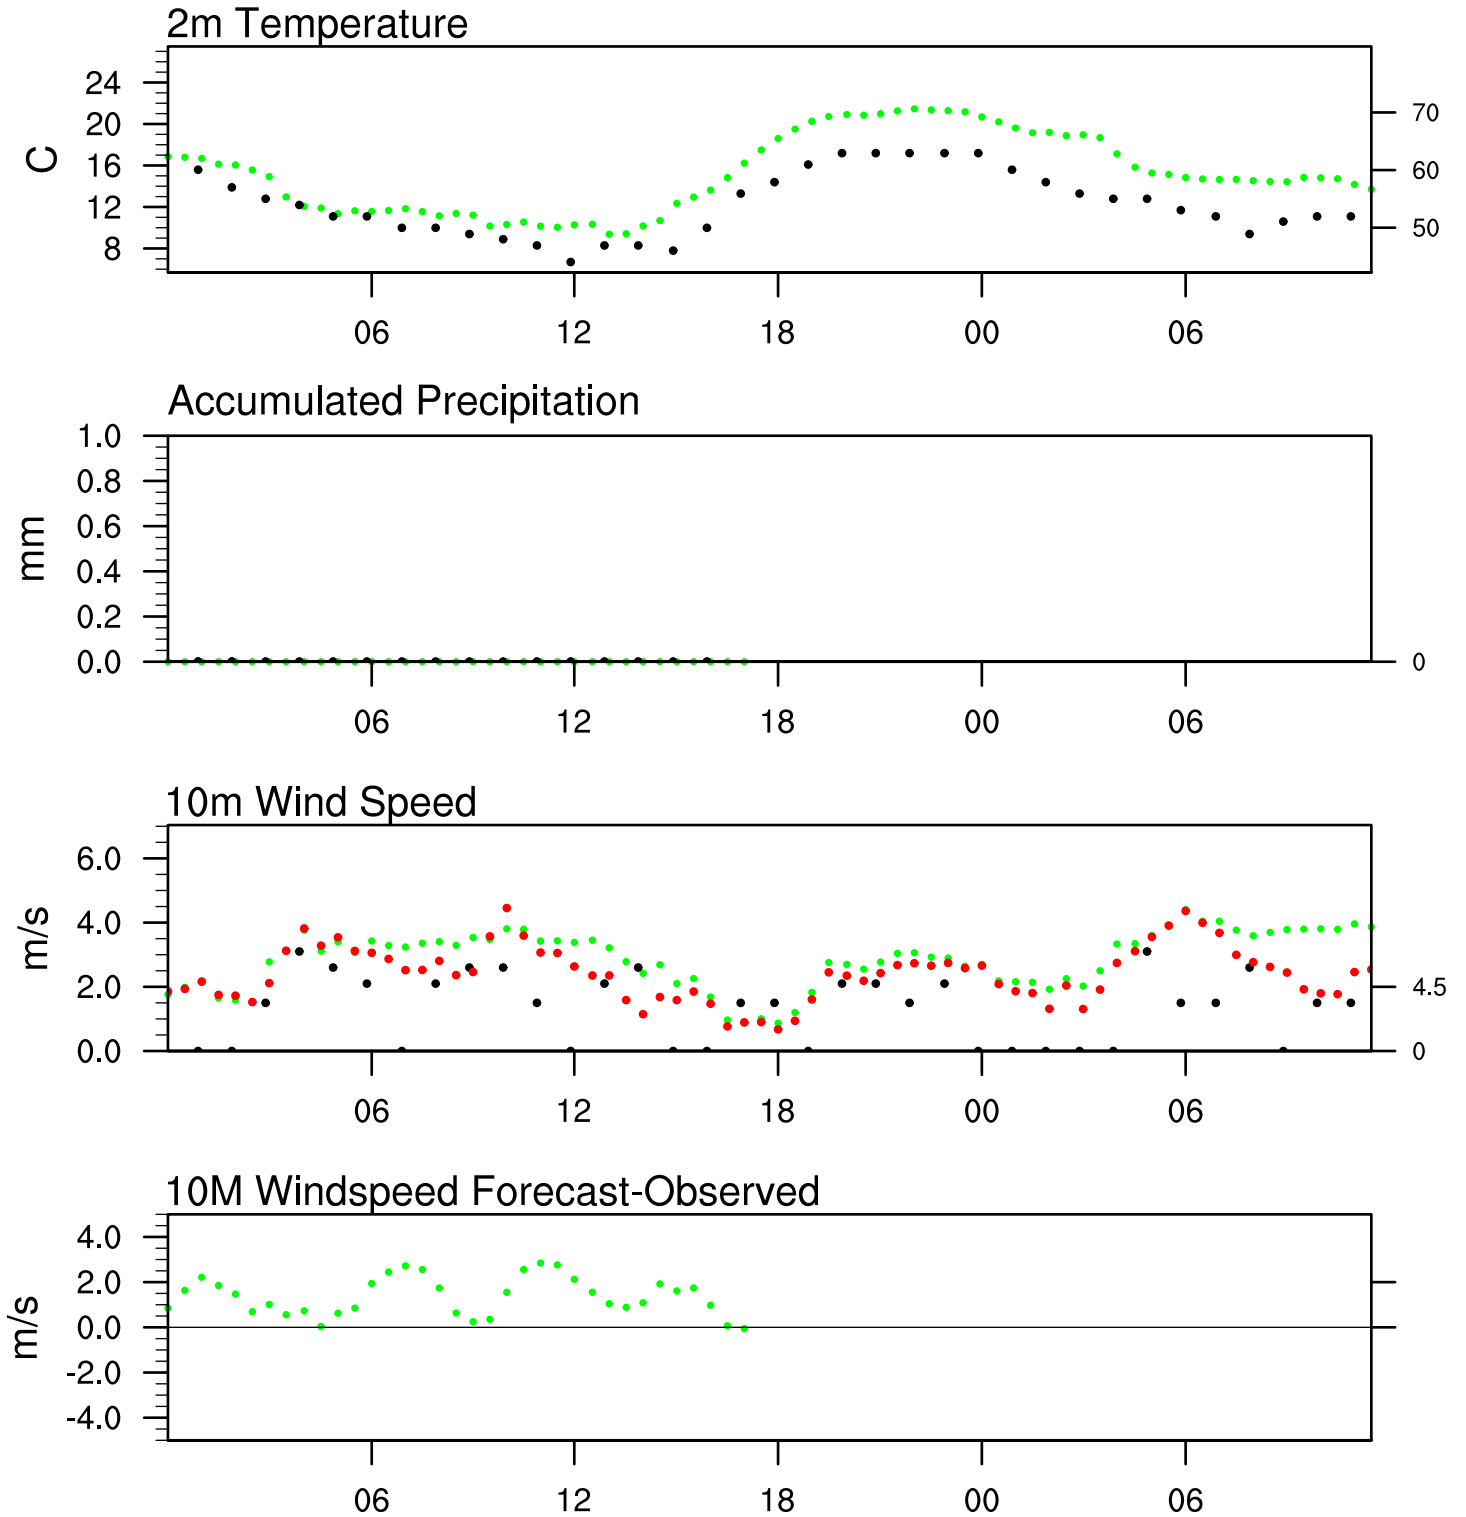 2m Temperature
24
20
16
12
8
C
70
60
50
06 12 18 00 06
Accumulated Precipitation
1.0
0.8
0.6
0.4
0.2
0.0
mm
0
06 12 18 00 06
10m Wind Speed
6.0
4.0
2.0
0.0
m/s
4.5
0
06 12 18 00 06
10M Windspeed Forecast-Observed
4.0
2.0
0.0
-2.0
-4.0
m/s
06 12 18 00 06